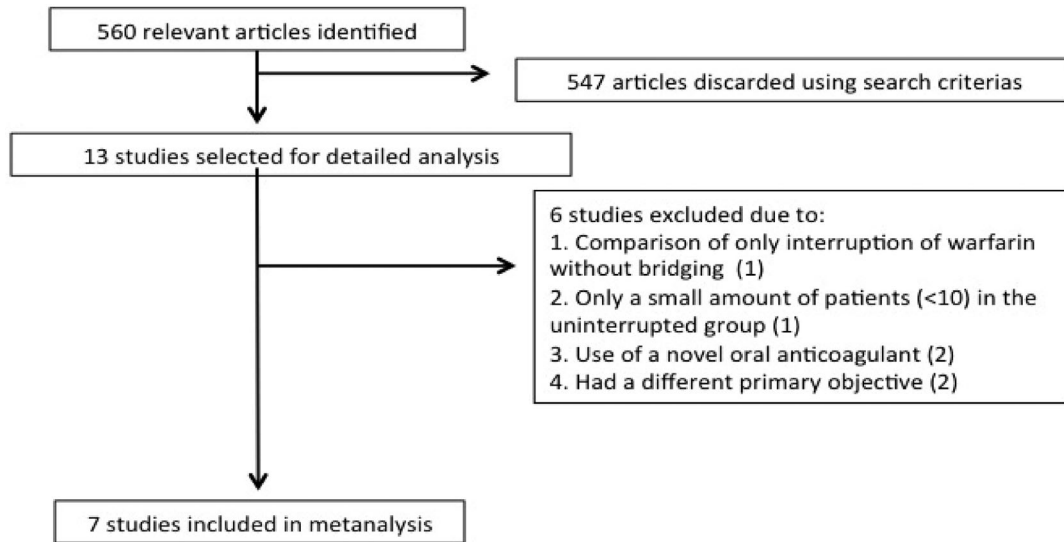 560 relevant articles identified
547 articles discarded using search criterias
13 studies selected for detailed analysis
6 studies excluded due to:
1. Comparison of only interruption of warfarin
without bridging (1)
2. Only a small amount of patients (<10) in the
uninterrupted group (1)
3. Use of a novel oral anticoagulant (2)
4. Had a different primary objective (2)
7 studies included in metanalysis